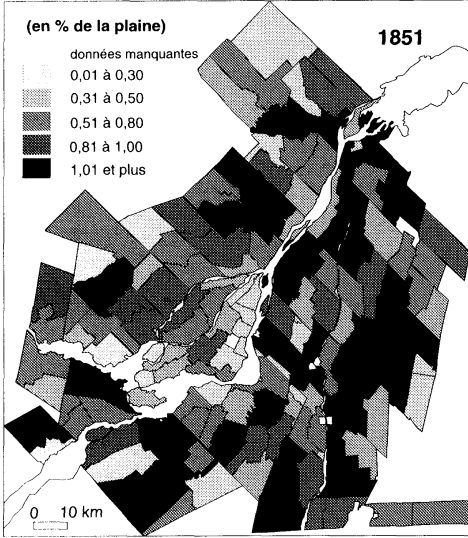 (en % de la plaine)
1851
données manquantes
0,01 à 0,30
0,31 à 0,50
0,51 à 0,80
0,81 à 1,00
1,01 et plus
0 10 km